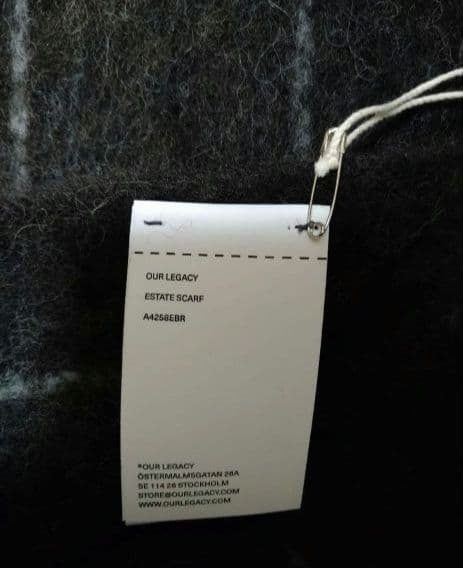 OUR LEGACY
ESTATE SCARF
A4258EBR
*OUR LEGACY
ÖSTERMALMSGATAN 26A
SE 114 26 STOCKHOLM
STORE@OURLEGACY.COM
WWW.OURLEGACY.COM